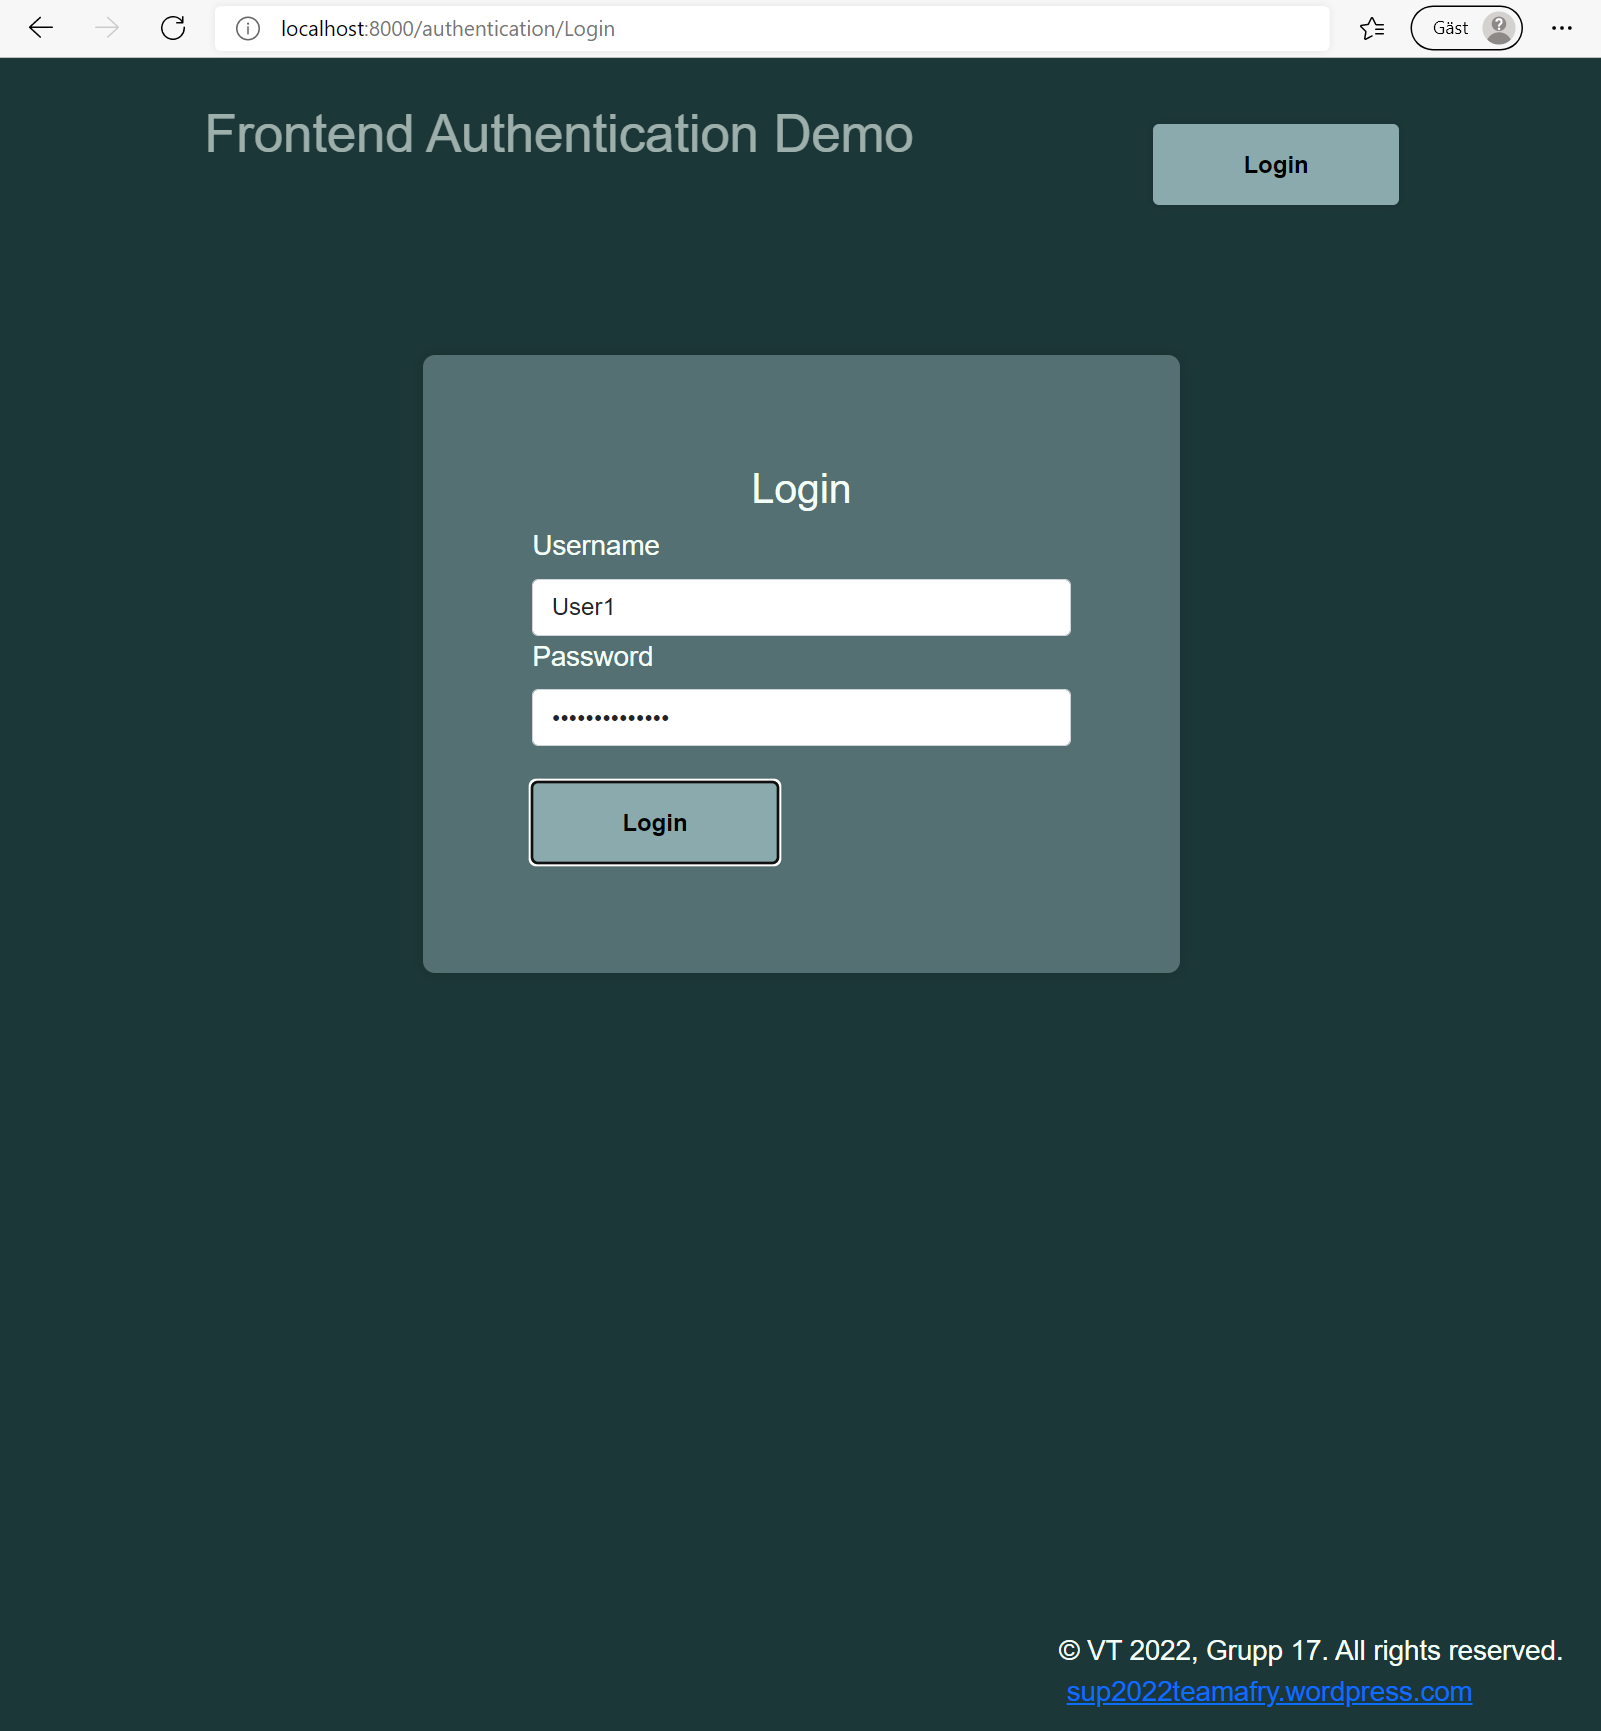 localhost:8000/authentication/Login
Gäst
Frontend Authentication Demo
Login
Login
Username
User1
Password
••••••••••••••
Login
© VT 2022, Grupp 17. All rights reserved.
sup2022teamafry.wordpress.com